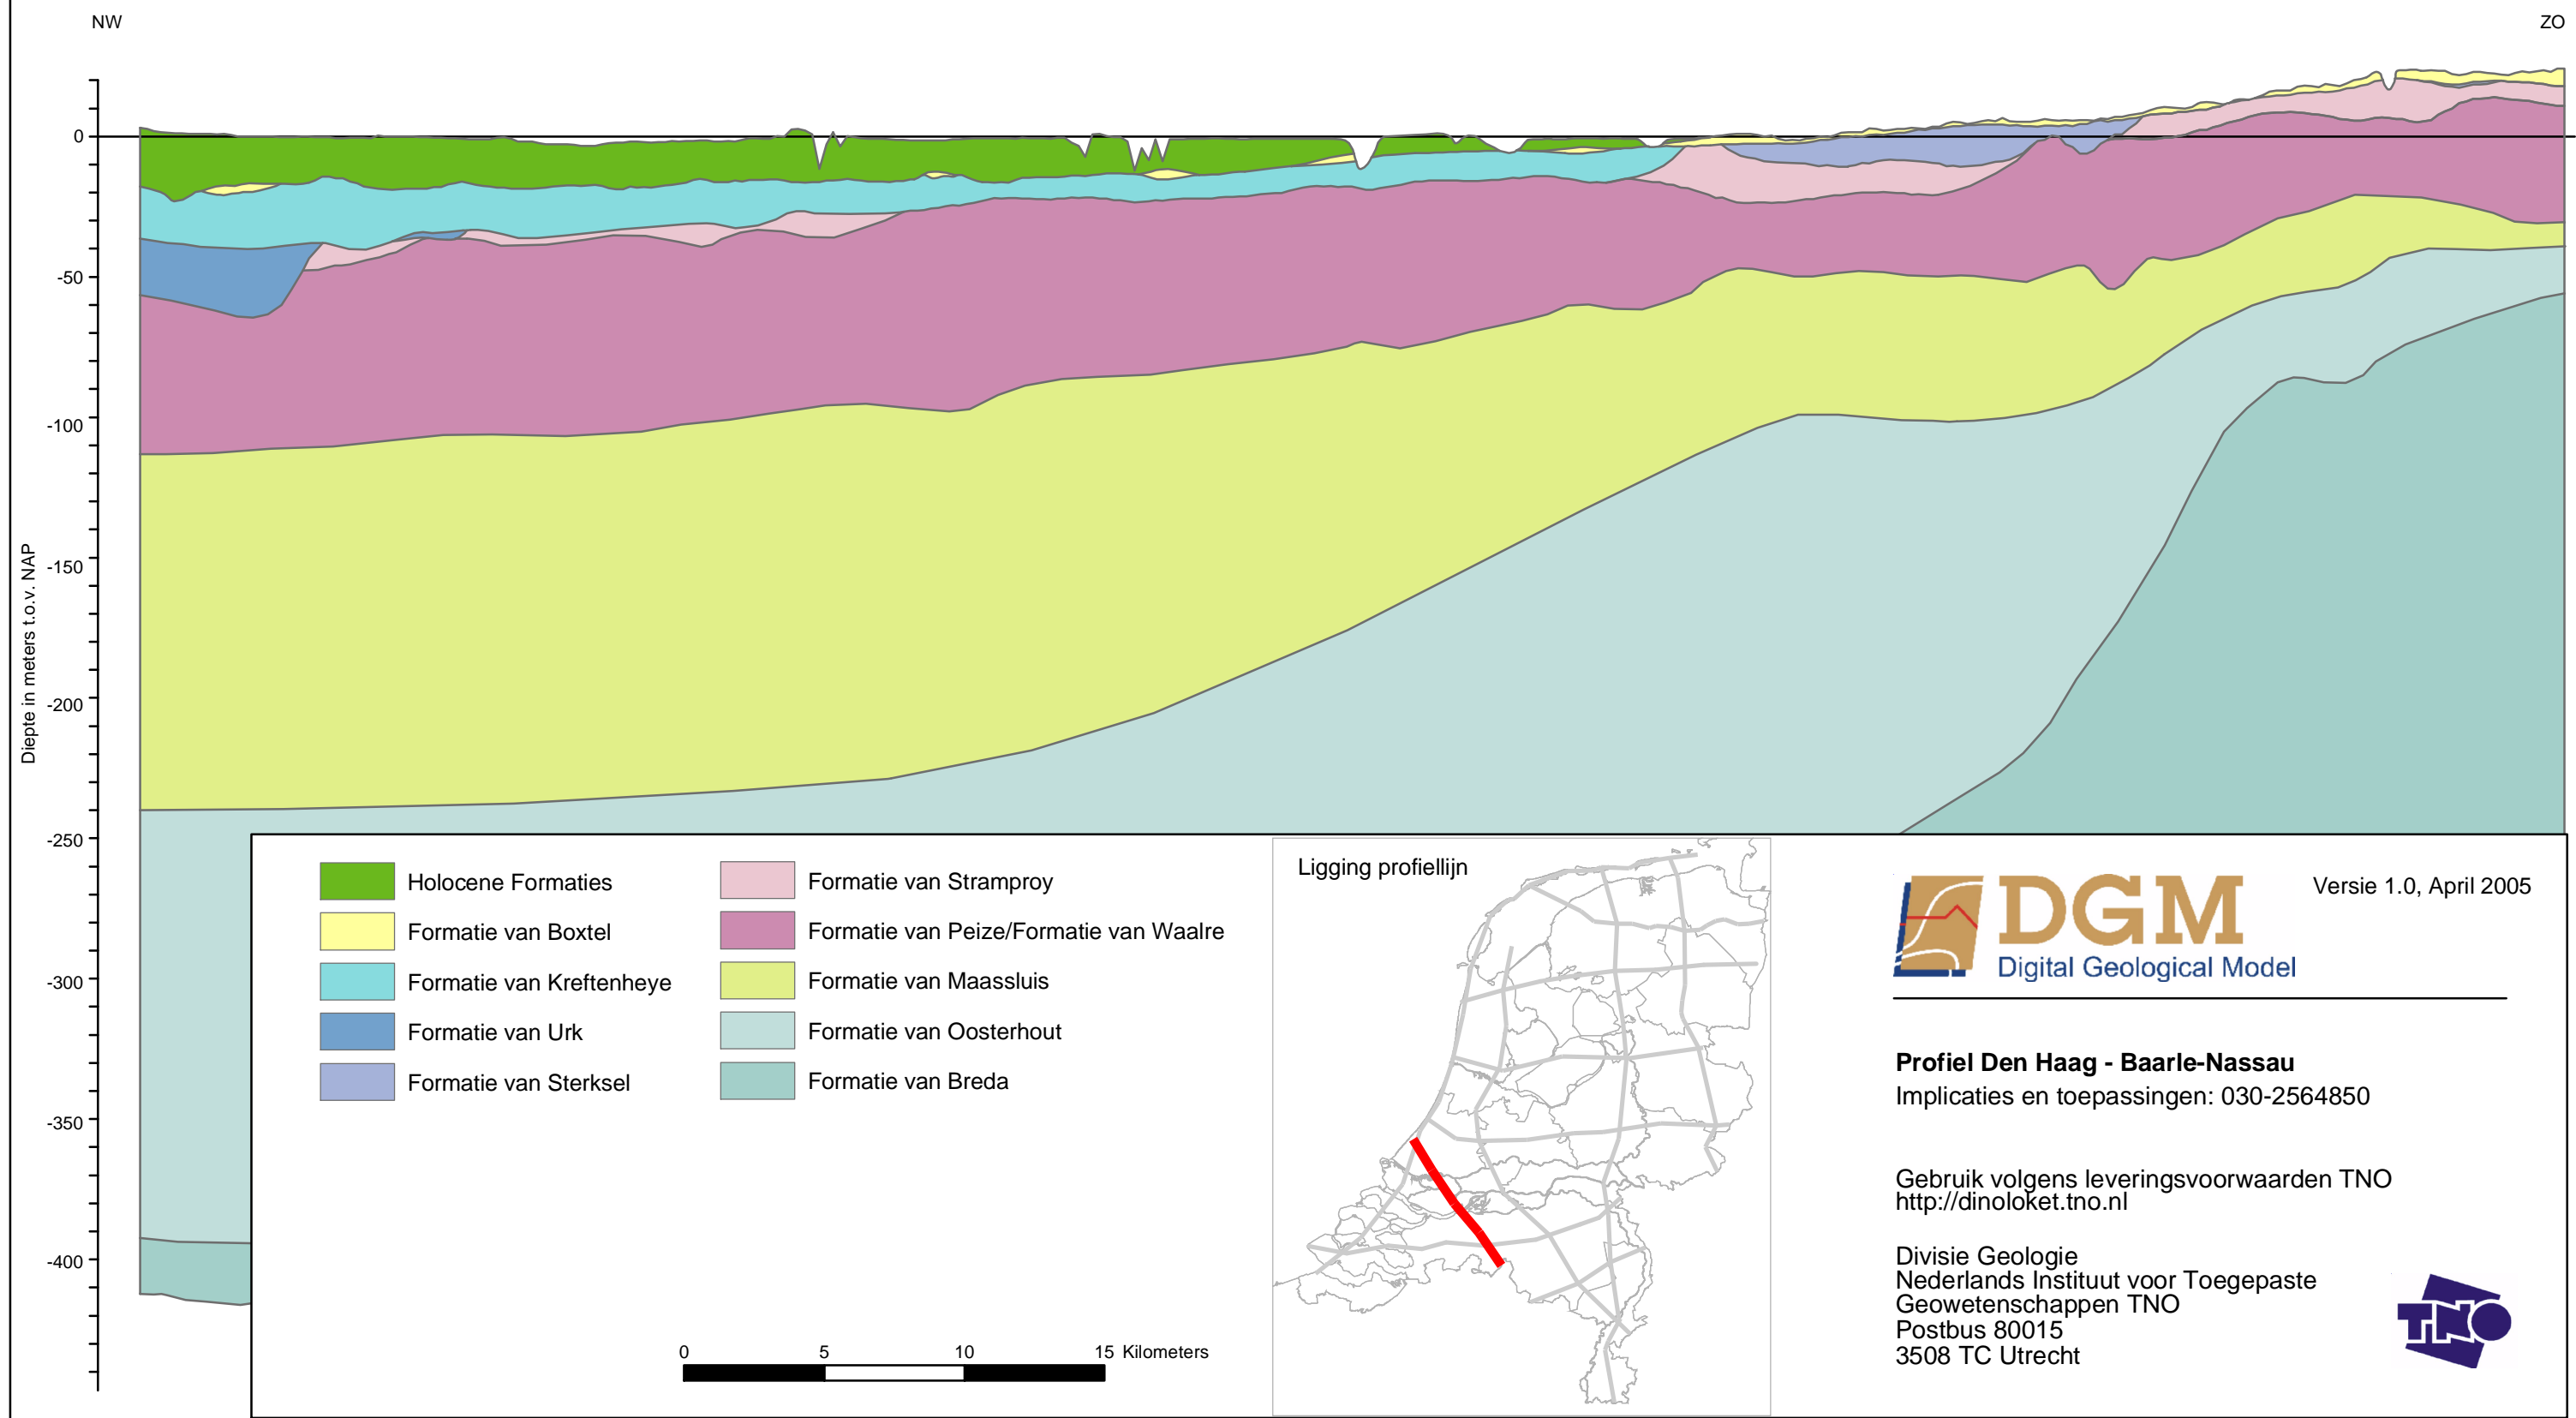 NW
ZO
0
-50
-100
-150
-200
-250
-300
-350
-400
Diepte in meters t.o.v. NAP
Holocene Formaties
Formatie van Boxtel
Formatie van Kreftenheye
Formatie van Urk
Formatie van Sterksel
Formatie van Stramproy
Formatie van Peize/Formatie van Waalre
Formatie van Maassluis
Formatie van Oosterhout
Formatie van Breda
0 5 10 15 Kilometers
Ligging profiellijn
DGM
Digital Geological Model
Versie 1.0, April 2005
Profiel Den Haag - Baarle-Nassau
Implicaties en toepassingen: 030-2564850
Gebruik volgens leveringsvoorwaarden TNO
http://dinoloket.tno.nl
Divisie Geologie
Nederlands Instituut voor Toegepaste
Geowetenschappen TNO
Postbus 80015
3508 TC Utrecht
TNO